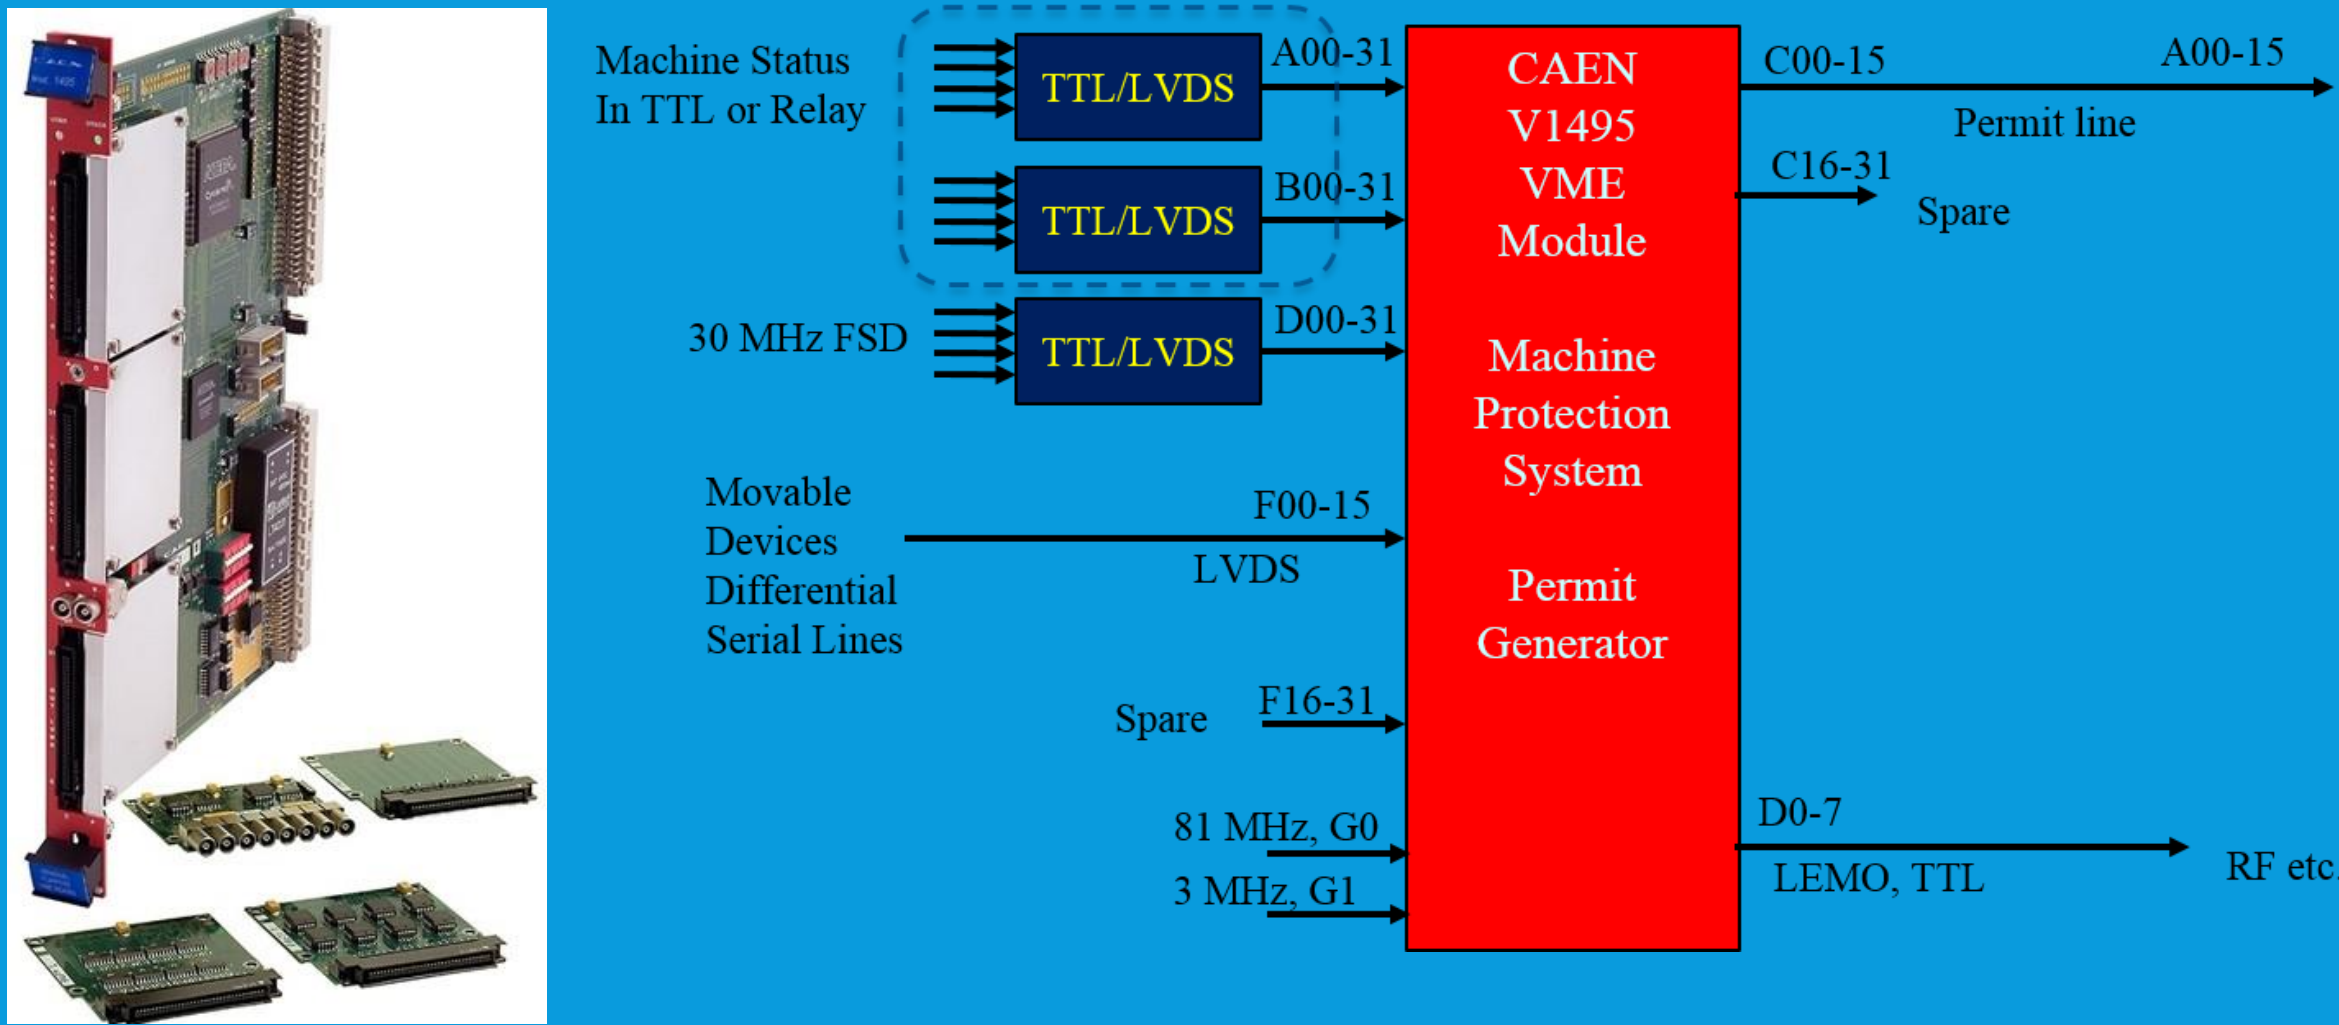 CAEN
Mod. 1495
Machine Status
In TTL or Relay
TTL/LVDS
A00-31
TTL/LVDS
B00-31
30 MHz FSD
TTL/LVDS
D00-31
Movable
Devices
Differential
Serial Lines
F00-15
LVDS
Spare
F16-31
81 MHz, G0
3 MHz, G1
CAEN
V1495
VME
Module
Machine
Protection
System
Permit
Generator
C00-15
A00-15
Permit line
C16-31
Spare
D0-7
LEMO, TTL
RF etc.